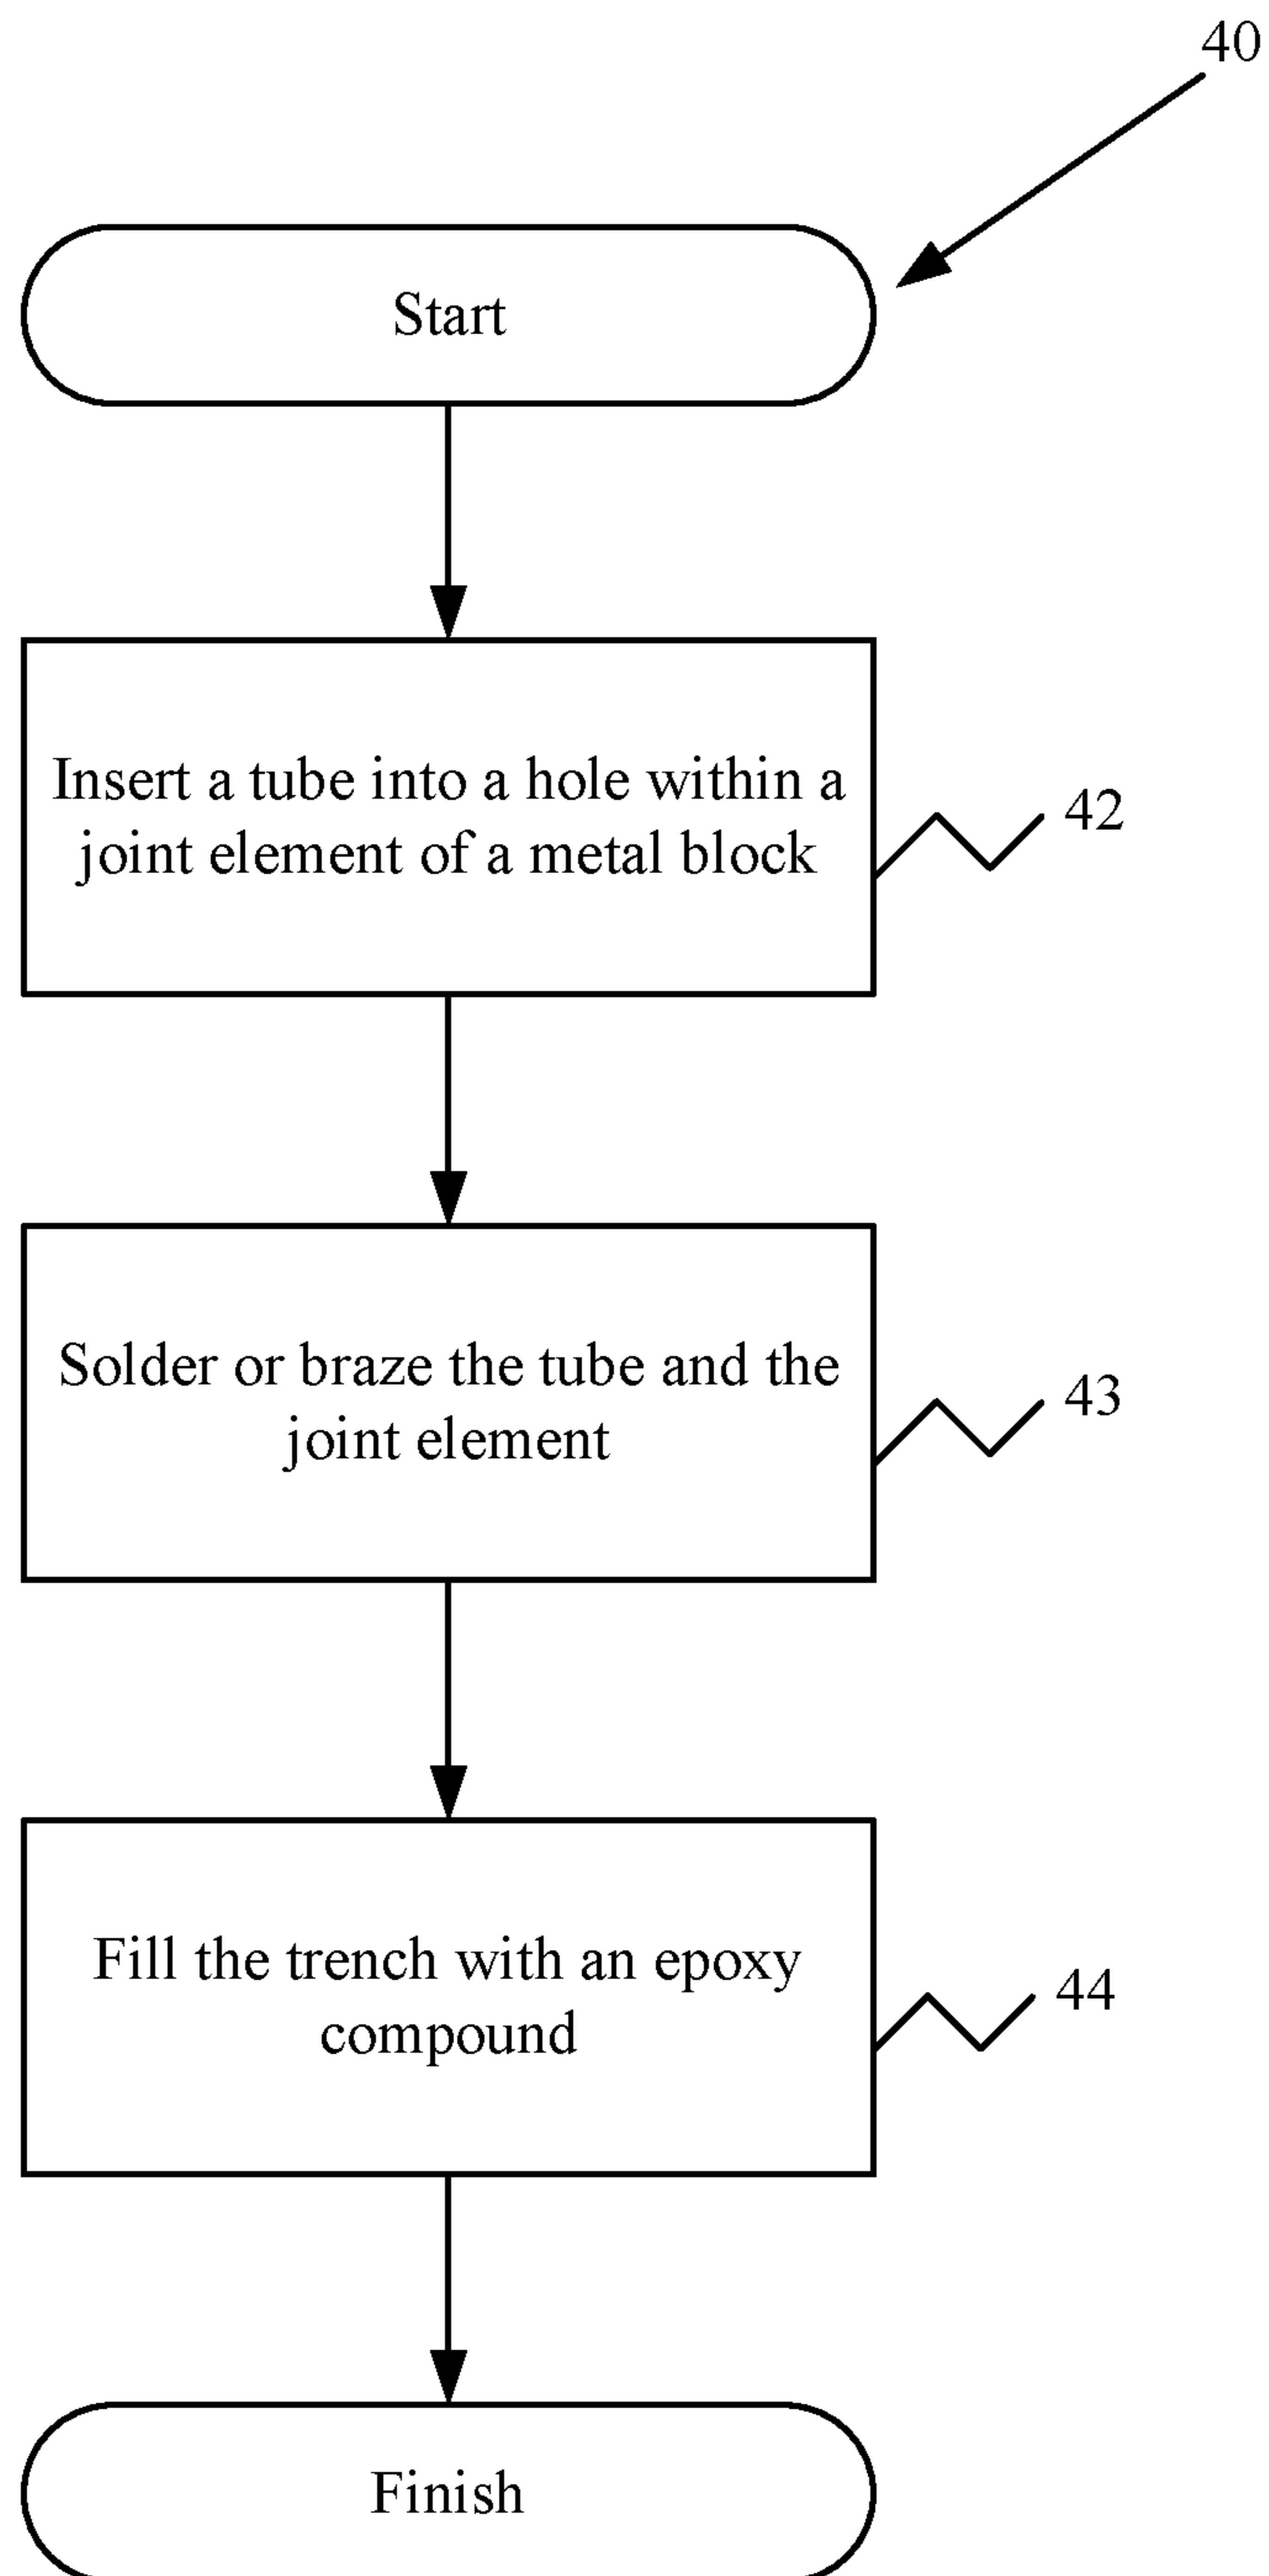 40
Start
Insert a tube into a hole within a
joint element of a metal block
42
Solder or braze the tube and the
joint element
43
Fill the trench with an epoxy
compound
44
Finish